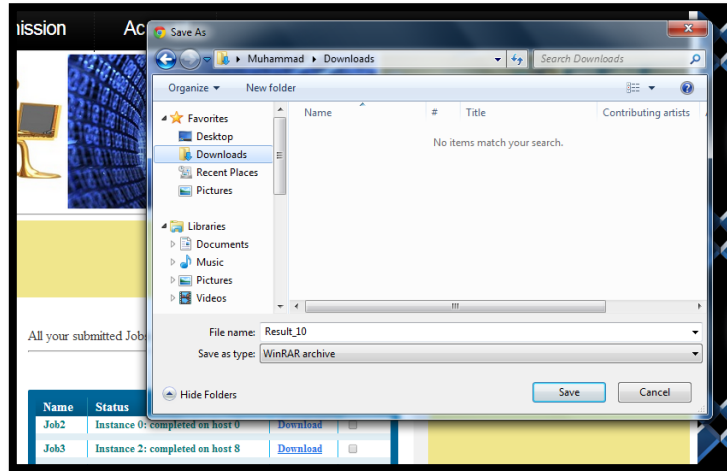 ission Ac
Save As
Muhammad Downloads Search Downloads
Organize New folder
Favorites
Desktop
Downloads
Recent Places
Pictures
Libraries
Documents
Music
Pictures
Videos
Name # Title Contributing artists
No items match your search.
File name: Result_10
Save as type: WinRAR archive
Hide Folders Save Cancel
All your submitted Job
Name Status
Job2 Instance 0: completed on host 0 Download
Job3 Instance 2: completed on host 8 Download